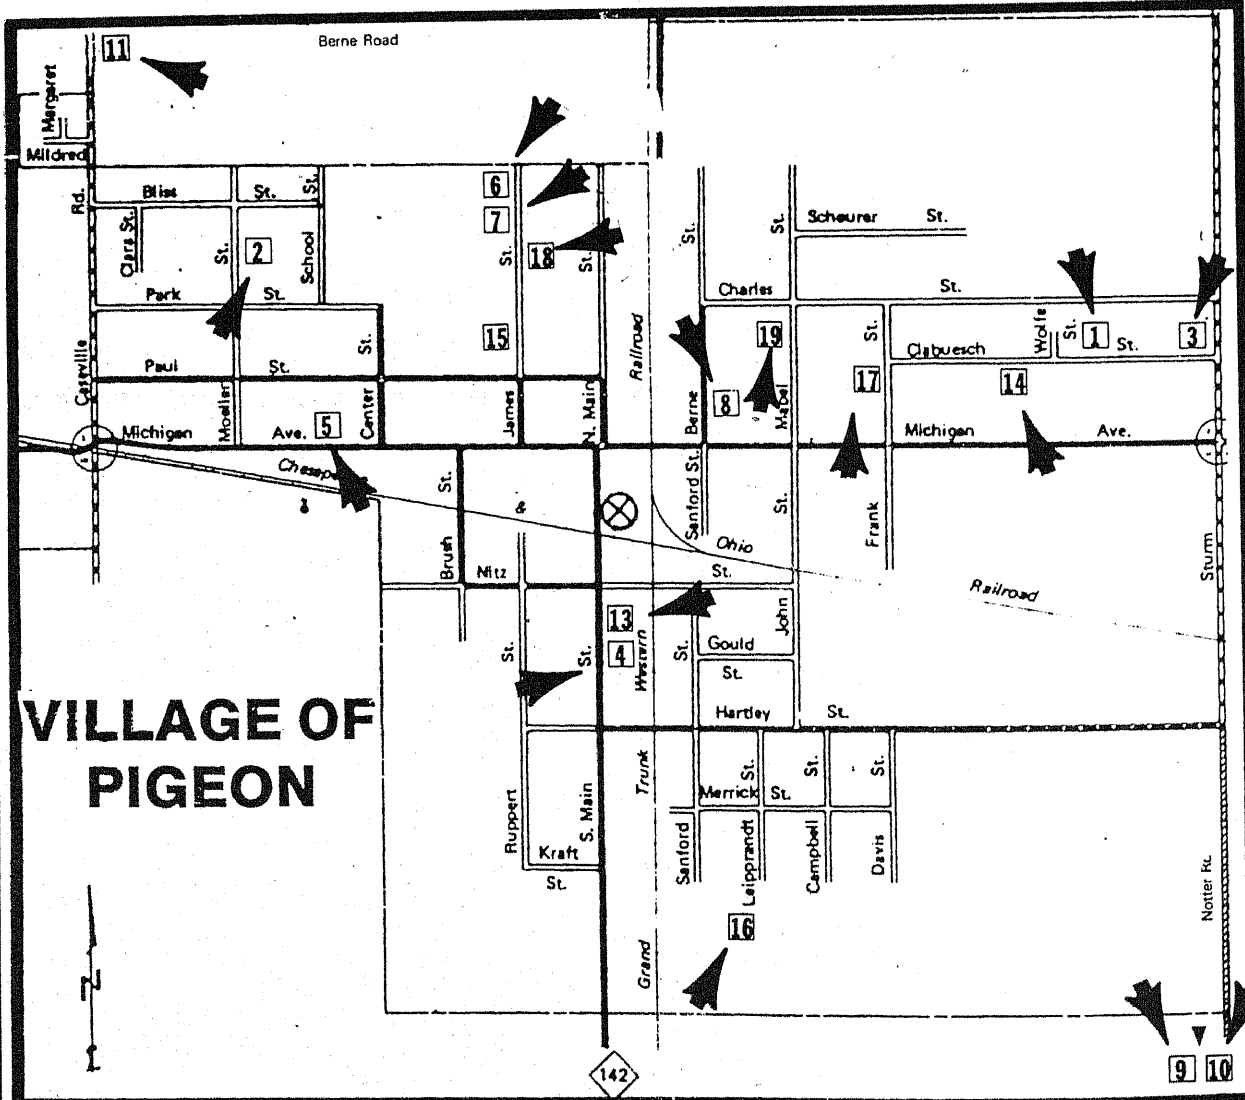 Berne Road
11
Margaret
Mildred
Rd.
Bliss St.
St.
Clara St.
St.
2
School
Park St.
Caseville
Paul St.
St.
Michigan Ave.
Moeller
5
Center
6
7
St.
18
St.
15
James
N. Main
Railroad
St.
St.
Scheurer St.
Charles St.
Berne
8
19
Mabel
17
St.
Clabuesch St.
Wolfe St.
1
3
14
Michigan Ave.
&
Ohio
Railroad
Sanford St.
St.
Frank
Sturm
Brush
St.
Nitz St.
13
4
Western
St.
St.
St.
Gould St.
John
Hartley St.
VILLAGE OF
PIGEON
Ruppert
S. Main
Kraft
St.
Trunk
Grand
Merrick St.
St.
St.
St.
Sanford
Leipprandt
Campbell
Davis
16
Notter
142
9
10